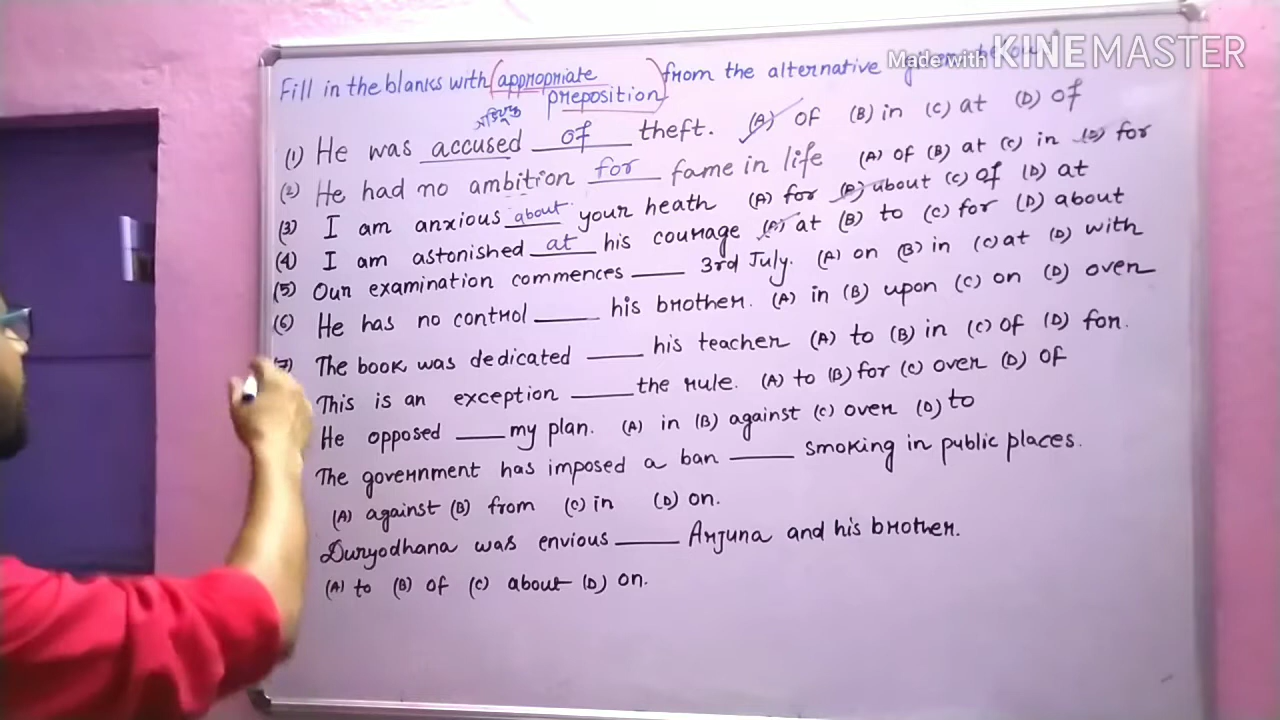 Made with KINEMASTER
Fill in the blanks with (appropriate preposition) from the alternative given below
অভিযুক্ত
(1) He was accused of theft. (A) of (B) in (C) at (D) of
(2) He had no ambition for fame in life (A) of (B) at (C) in (D) for
(3) I am anxious about your heath (A) for (B) about (C) of (D) at
(4) I am astonished at his courage (A) at (B) to (C) for (D) about
(5) Our examination commences ____ 3rd July. (A) on (B) in (C) at (D) with
(6) He has no control ____ his brother. (A) in (B) upon (C) on (D) over
(7) The book was dedicated ____ his teacher (A) to (B) in (C) of (D) for.
This is an exception ____ the rule. (A) to (B) for (C) over (D) of
He opposed ____ my plan. (A) in (B) against (C) over (D) to
The government has imposed a ban ____ smoking in public places.
(A) against (B) from (C) in (D) on.
Duryodhana was envious ____ Arjuna and his brother.
(A) to (B) of (C) about (D) on.